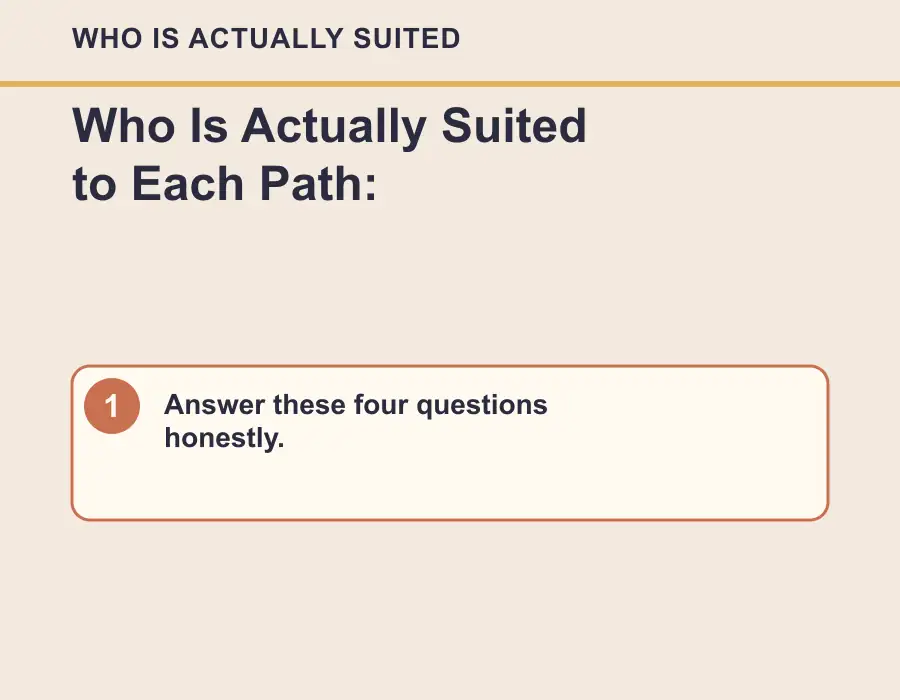 WHO IS ACTUALLY SUITED
Who Is Actually Suited
to Each Path:
1
Answer these four questions
honestly.